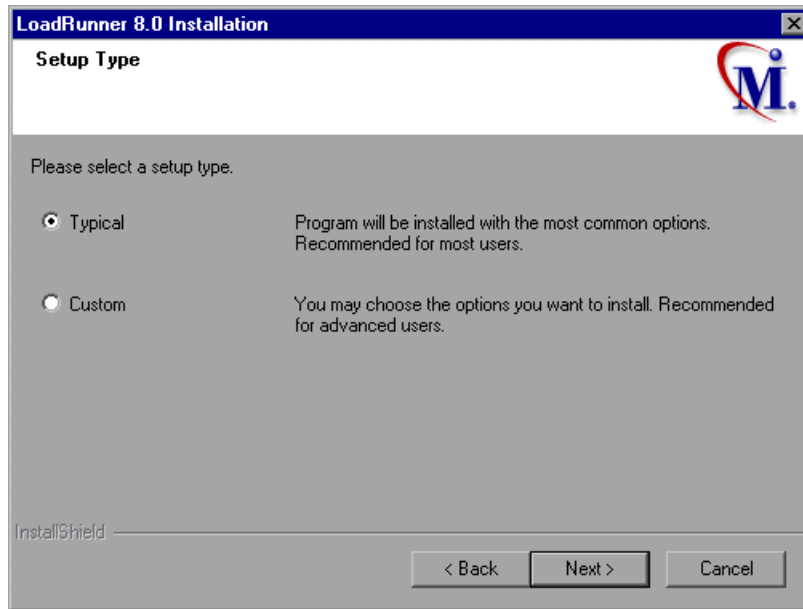 LoadRunner 8.0 Installation
Setup Type
M.
Please select a setup type.
Typical
Program will be installed with the most common options.
Recommended for most users.
Custom
You may choose the options you want to install. Recommended
for advanced users.
InstallShield
< Back
Next >
Cancel